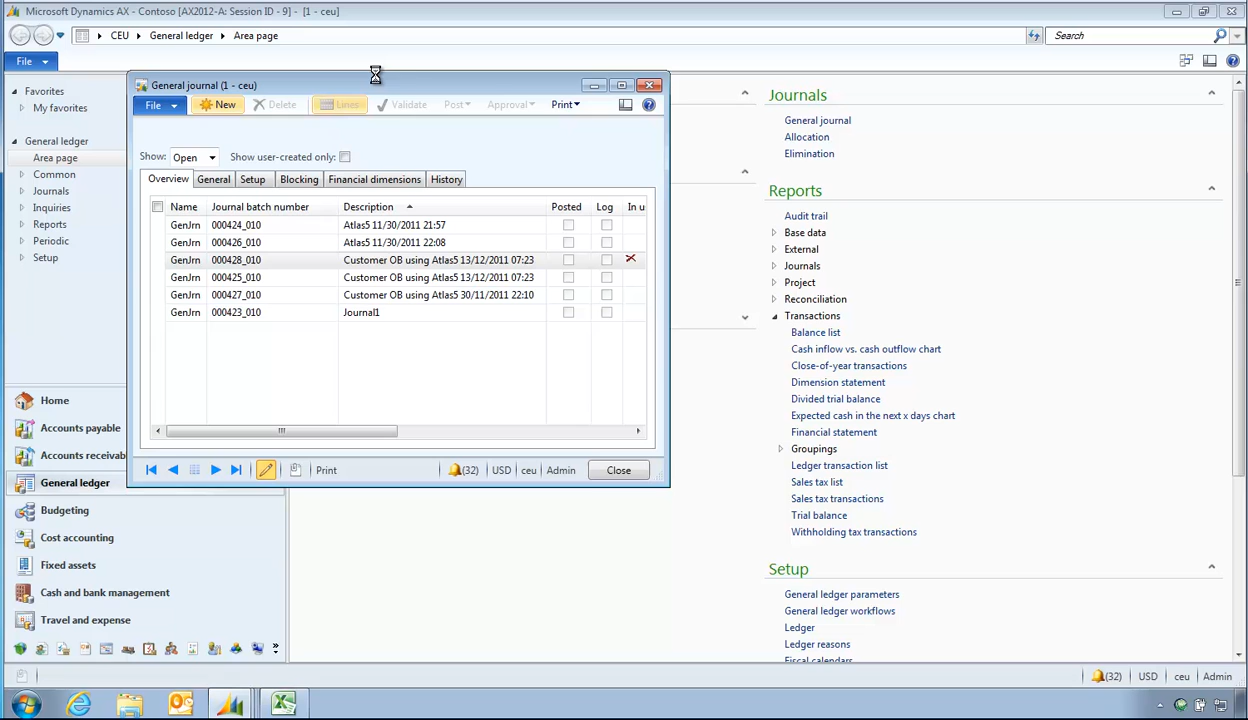 Microsoft Dynamics AX - Contoso [AX2012-A: Session ID - 9] - [1 - ceu]
CEU General ledger Area page
Search
File
Favorites
My favorites
General ledger
Area page
Common
Journals
Inquiries
Reports
Periodic
Setup
Home
Accounts payable
Accounts receivab
General ledger
Budgeting
Cost accounting
Fixed assets
Cash and bank management
Travel and expense
General journal (1 - ceu)
File New Delete Lines Validate Post Approval Print
Show: Open Show user-created only:
Overview General Setup Blocking Financial dimensions History
Name Journal batch number Description Posted Log In u
GenJrn 000424_010 Atlas5 11/30/2011 21:57
GenJrn 000426_010 Atlas5 11/30/2011 22:08
GenJrn 000428_010 Customer OB using Atlas5 13/12/2011 07:23
GenJrn 000425_010 Customer OB using Atlas5 13/12/2011 07:23
GenJrn 000427_010 Customer OB using Atlas5 30/11/2011 22:10
GenJrn 000423_010 Journal1
Print (32) USD ceu Admin Close
Journals
General journal
Allocation
Elimination
Reports
Audit trail
Base data
External
Journals
Project
Reconciliation
Transactions
Balance list
Cash inflow vs. cash outflow chart
Close-of-year transactions
Dimension statement
Divided trial balance
Expected cash in the next x days chart
Financial statement
Groupings
Ledger transaction list
Sales tax list
Sales tax transactions
Trial balance
Withholding tax transactions
Setup
General ledger parameters
General ledger workflows
Ledger
Ledger reasons
Fiscal calendars
(32) USD ceu Admin